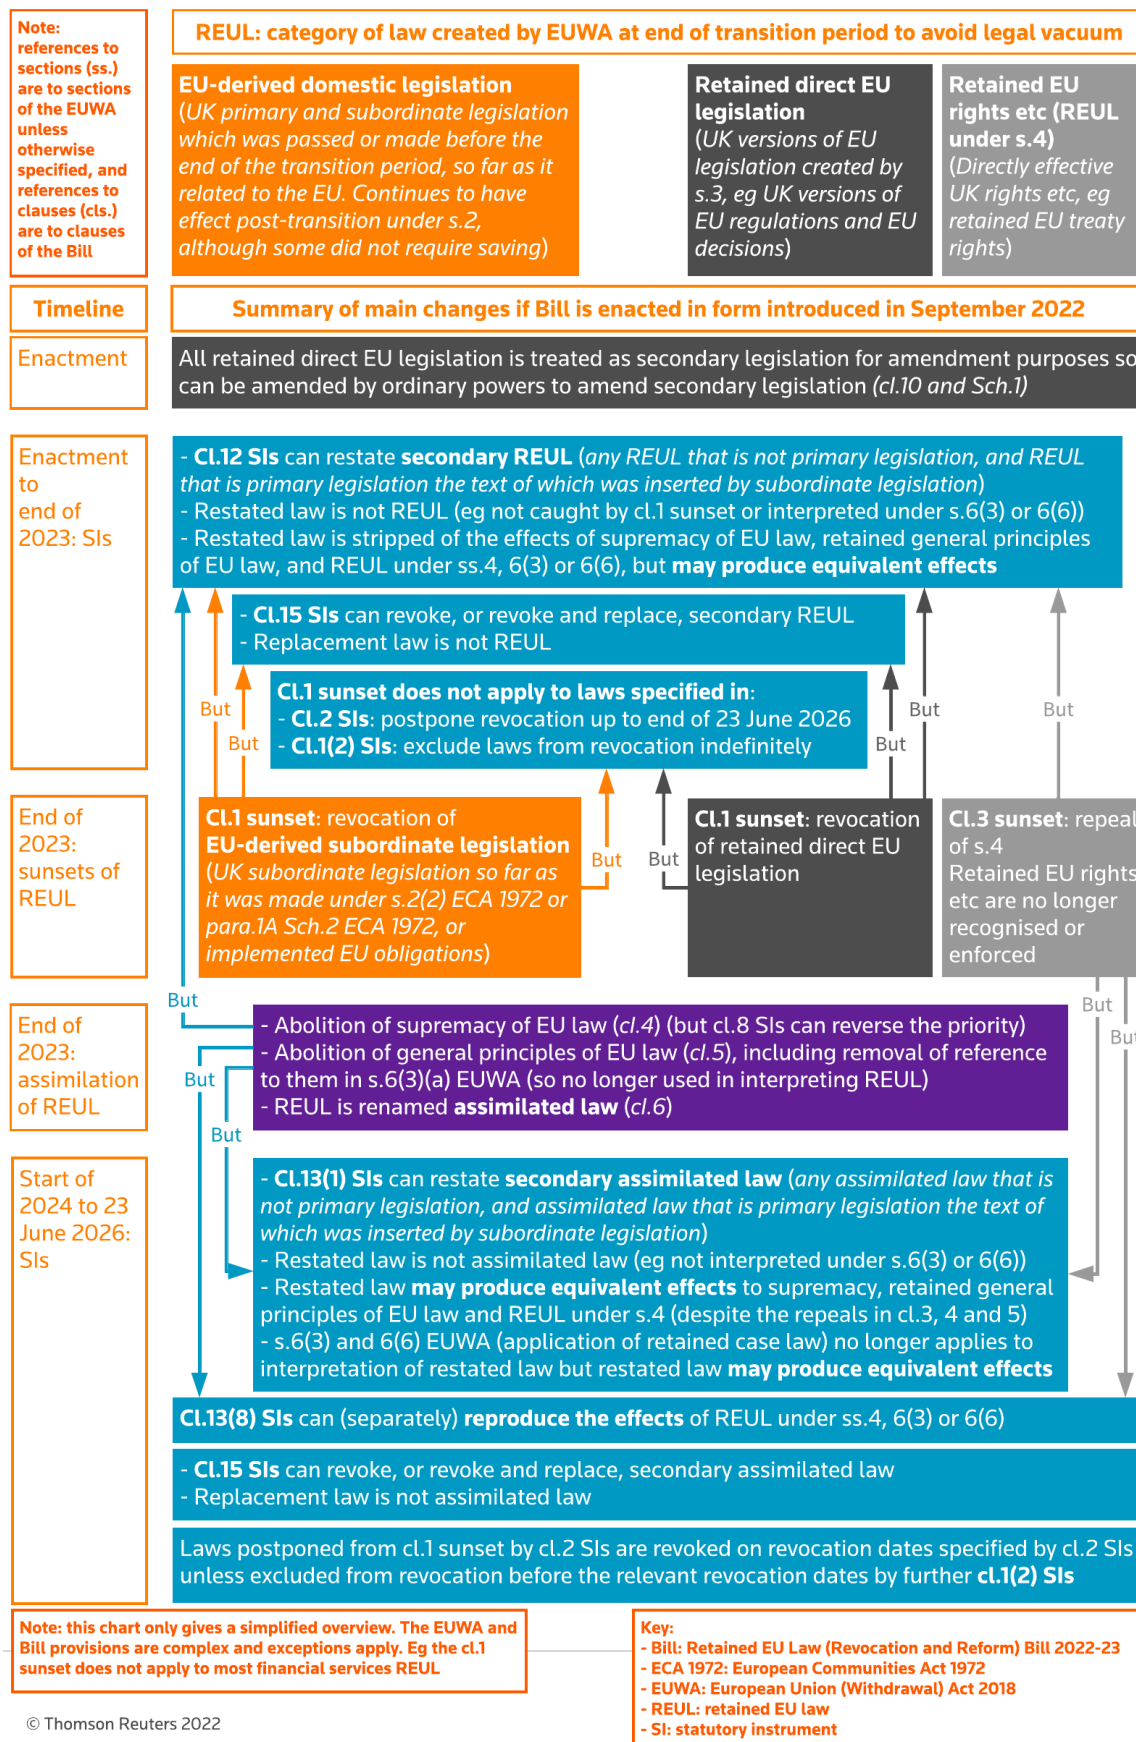 Note:
references to
sections (ss.)
are to sections
of the EUWA
unless
otherwise
specified, and
references to
clauses (cls.)
are to clauses
of the Bill
REUL: category of law created by EUWA at end of transition period to avoid legal vacuum
EU-derived domestic legislation
(UK primary and subordinate legislation
which was passed or made before the
end of the transition period, so far as it
related to the EU. Continues to have
effect post-transition under s.2,
although some did not require saving)
Retained direct EU
legislation
(UK versions of EU
legislation created by
s.3, eg UK versions of
EU regulations and EU
decisions)
Retained EU
rights etc (REUL
under s.4)
(Directly effective
UK rights etc, eg
retained EU treaty
rights)
Timeline
Summary of main changes if Bill is enacted in form introduced in September 2022
Enactment
All retained direct EU legislation is treated as secondary legislation for amendment purposes so
can be amended by ordinary powers to amend secondary legislation (cl.10 and Sch.1)
Enactment
to
end of
2023: SIs
- Cl.12 SIs can restate secondary REUL (any REUL that is not primary legislation, and REUL
that is primary legislation the text of which was inserted by subordinate legislation)
- Restated law is not REUL (eg not caught by cl.1 sunset or interpreted under s.6(3) or 6(6))
- Restated law is stripped of the effects of supremacy of EU law, retained general principles
of EU law, and REUL under ss.4, 6(3) or 6(6), but may produce equivalent effects
- Cl.15 SIs can revoke, or revoke and replace, secondary REUL
- Replacement law is not REUL
Cl.1 sunset does not apply to laws specified in:
- Cl.2 SIs: postpone revocation up to end of 23 June 2026
- Cl.1(2) SIs: exclude laws from revocation indefinitely
But
But
But
But
But
End of
2023:
sunsets of
REUL
Cl.1 sunset: revocation of
EU-derived subordinate legislation
(UK subordinate legislation so far as
it was made under s.2(2) ECA 1972 or
para.1A Sch.2 ECA 1972, or
implemented EU obligations)
But
But
Cl.1 sunset: revocation
of retained direct EU
legislation
Cl.3 sunset: repeal
of s.4
Retained EU rights
etc are no longer
recognised or
enforced
But
But
But
End of
2023:
assimilation
of REUL
- Abolition of supremacy of EU law (cl.4) (but cl.8 SIs can reverse the priority)
- Abolition of general principles of EU law (cl.5), including removal of reference
to them in s.6(3)(a) EUWA (so no longer used in interpreting REUL)
- REUL is renamed assimilated law (cl.6)
But
But
Start of
2024 to 23
June 2026:
SIs
- Cl.13(1) SIs can restate secondary assimilated law (any assimilated law that is
not primary legislation, and assimilated law that is primary legislation the text of
which was inserted by subordinate legislation)
- Restated law is not assimilated law (eg not interpreted under s.6(3) or 6(6))
- Restated law may produce equivalent effects to supremacy, retained general
principles of EU law and REUL under s.4 (despite the repeals in cl.3, 4 and 5)
- s.6(3) and 6(6) EUWA (application of retained case law) no longer applies to
interpretation of restated law but restated law may produce equivalent effects
Cl.13(8) SIs can (separately) reproduce the effects of REUL under ss.4, 6(3) or 6(6)
- Cl.15 SIs can revoke, or revoke and replace, secondary assimilated law
- Replacement law is not assimilated law
Laws postponed from cl.1 sunset by cl.2 SIs are revoked on revocation dates specified by cl.2 SIs
unless excluded from revocation before the relevant revocation dates by further cl.1(2) SIs
Note: this chart only gives a simplified overview. The EUWA and
Bill provisions are complex and exceptions apply. Eg the cl.1
sunset does not apply to most financial services REUL
Key:
- Bill: Retained EU Law (Revocation and Reform) Bill 2022-23
- ECA 1972: European Communities Act 1972
- EUWA: European Union (Withdrawal) Act 2018
- REUL: retained EU law
- SI: statutory instrument
© Thomson Reuters 2022